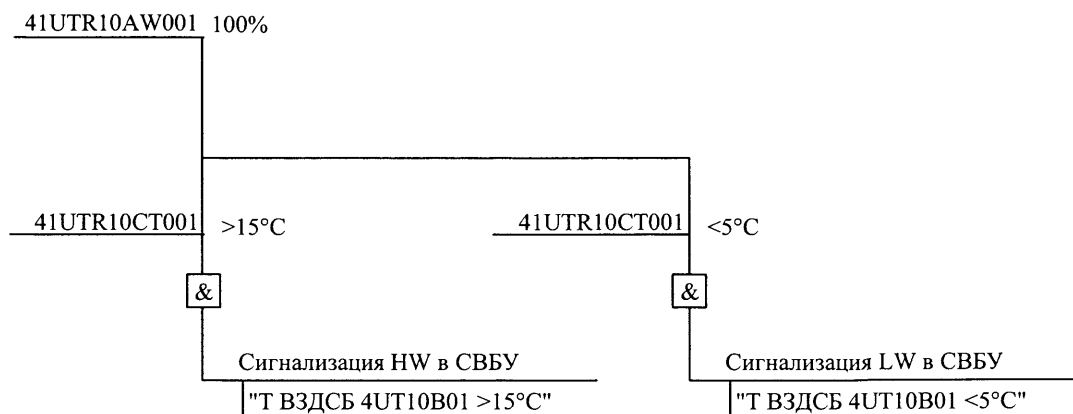 41UTR10AW001 100%
41UTR10CT001 >15°C
41UTR10CT001 <5°C
&
&
Сигнализация HW в СВБУ
"Т ВЗДСБ 4UT10B01 >15°C"
Сигнализация LW в СВБУ
"Т ВЗДСБ 4UT10B01 <5°C"